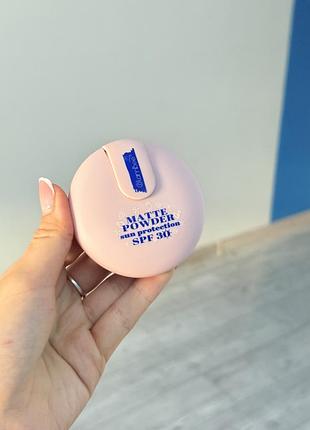 MATTE
POWDER
sun protection
SPF 30